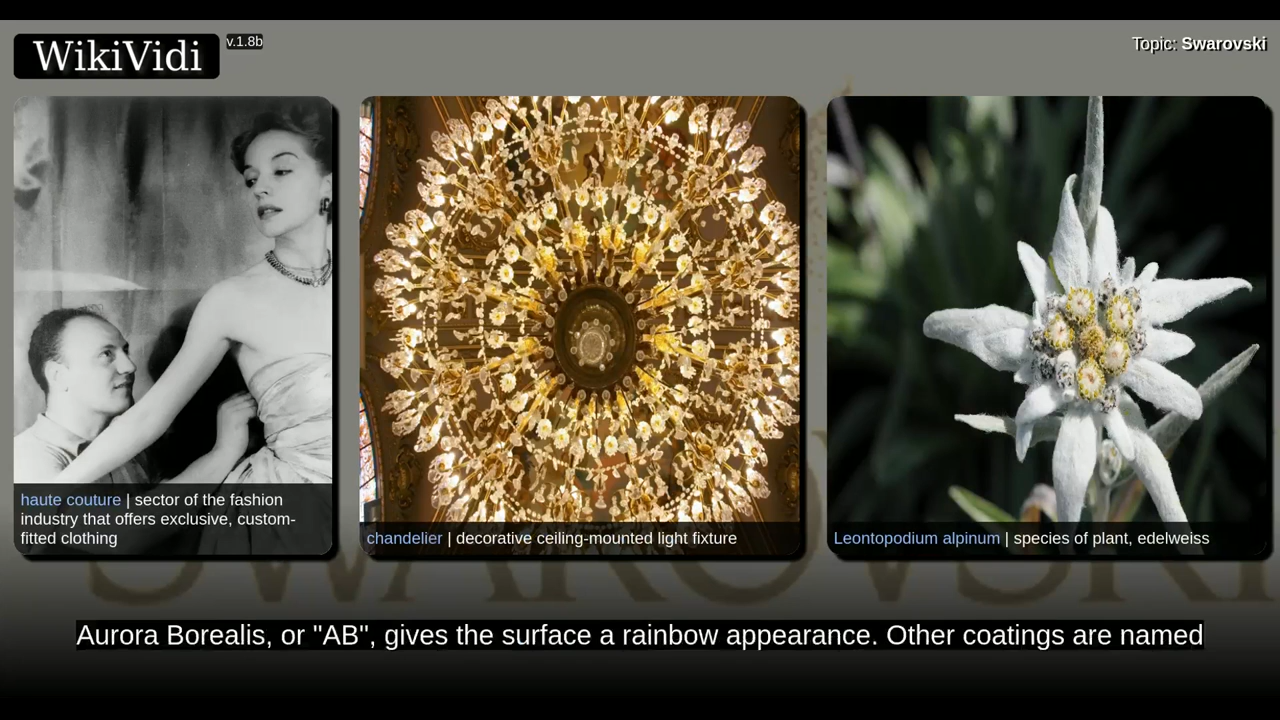 WikiVidi
v.1.8b
Topic: Swarovski
haute couture | sector of the fashion
industry that offers exclusive, custom-
fitted clothing
chandelier | decorative ceiling-mounted light fixture
Leontopodium alpinum | species of plant, edelweiss
SWAROVSKI
Aurora Borealis, or "AB", gives the surface a rainbow appearance. Other coatings are named